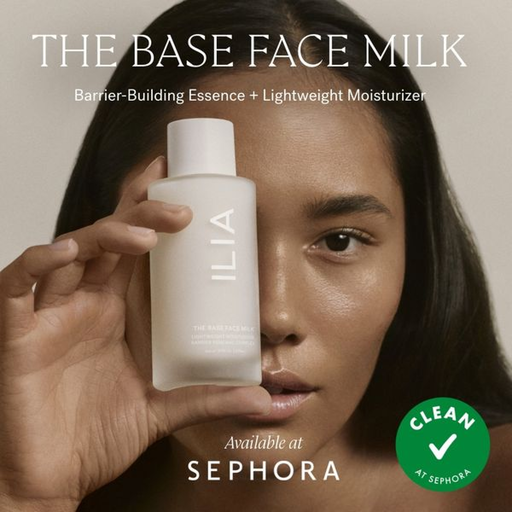 THE BASE FACE MILK
Barrier-Building Essence + Lightweight Moisturizer
ILIA
THE BASE FACE MILK
Available at
SEPHORA
CLEAN
AT SEPHORA